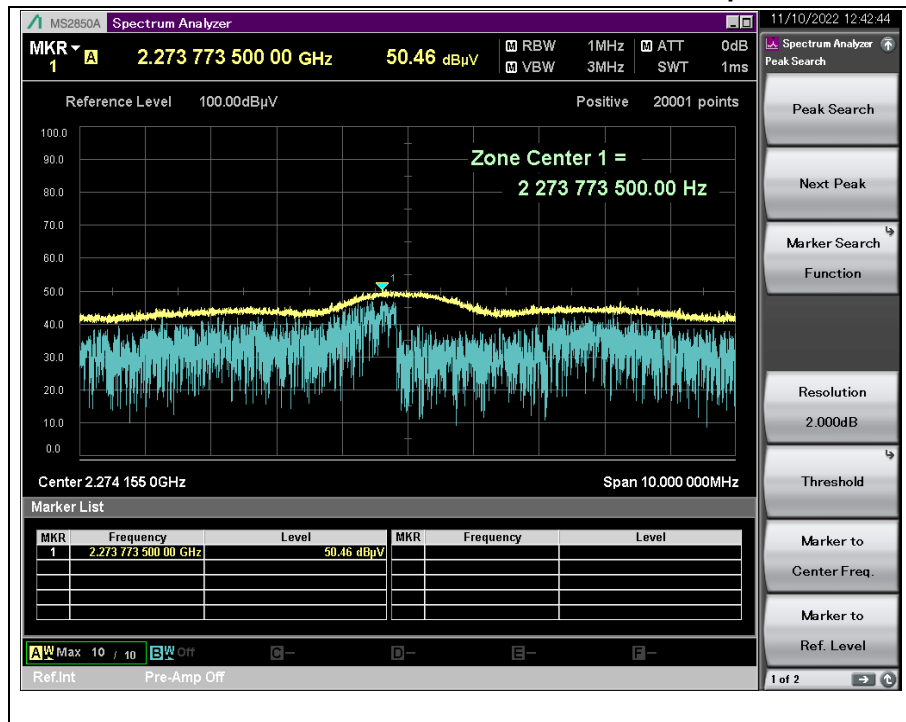 MS2850A Spectrum Analyzer
11/10/2022 12:42:44
MKR 1 A 2.273 773 500 00 GHz 50.46 dBµV
M RBW 1MHz M ATT 0dB
M VBW 3MHz SWT 1ms
Spectrum Analyzer
Peak Search
Reference Level 100.00dBµV Positive 20001 points
Zone Center 1 =
2 273 773 500.00 Hz
100.0
90.0
80.0
70.0
60.0
50.0
40.0
30.0
20.0
10.0
0.0
1
Center 2.274 155 0GHz Span 10.000 000MHz
Marker List
MKR Frequency Level MKR Frequency Level
1 2.273 773 500 00 GHz 50.46 dBµV
A W Max 10 / 10 B W Off C - D - E - F -
Ref.Int Pre-Amp Off
Peak Search
Next Peak
Marker Search
Function
Resolution
2.000dB
Threshold
Marker to
Center Freq.
Marker to
Ref. Level
1 of 2